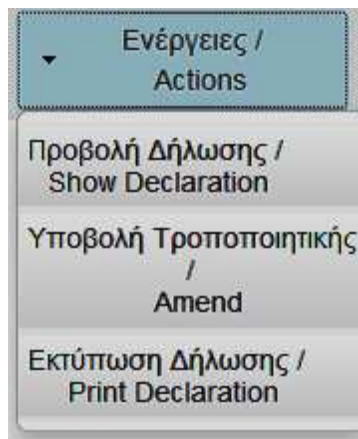 Ενέργειες /
Actions
Προβολή Δήλωσης /
Show Declaration
Υποβολή Τροποποιητικής
/
Amend
Εκτύπωση Δήλωσης /
Print Declaration